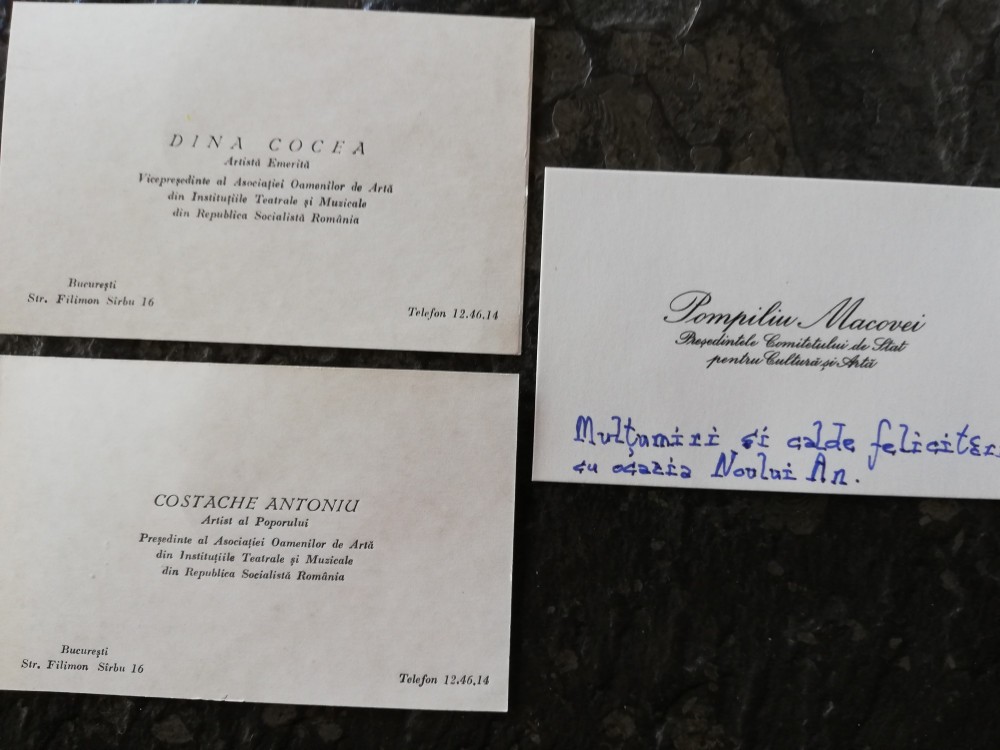 DINA COCEA
Artistă Emerită
Vicepreședinte al Asociației Oamenilor de Artă
din Instituțiile Teatrale și Muzicale
din Republica Socialistă România
București
Str. Filimon Sîrbu 16
Telefon 12.46.14
COSTACHE ANTONIU
Artist al Poporului
Președinte al Asociației Oamenilor de Artă
din Instituțiile Teatrale și Muzicale
din Republica Socialistă România
București
Str. Filimon Sîrbu 16
Telefon 12.46.14
Pompiliu Macovei
Președintele Comitetului de Stat
pentru Cultură și Artă
Mulțumiri și calde
cu ocazia Noului An.